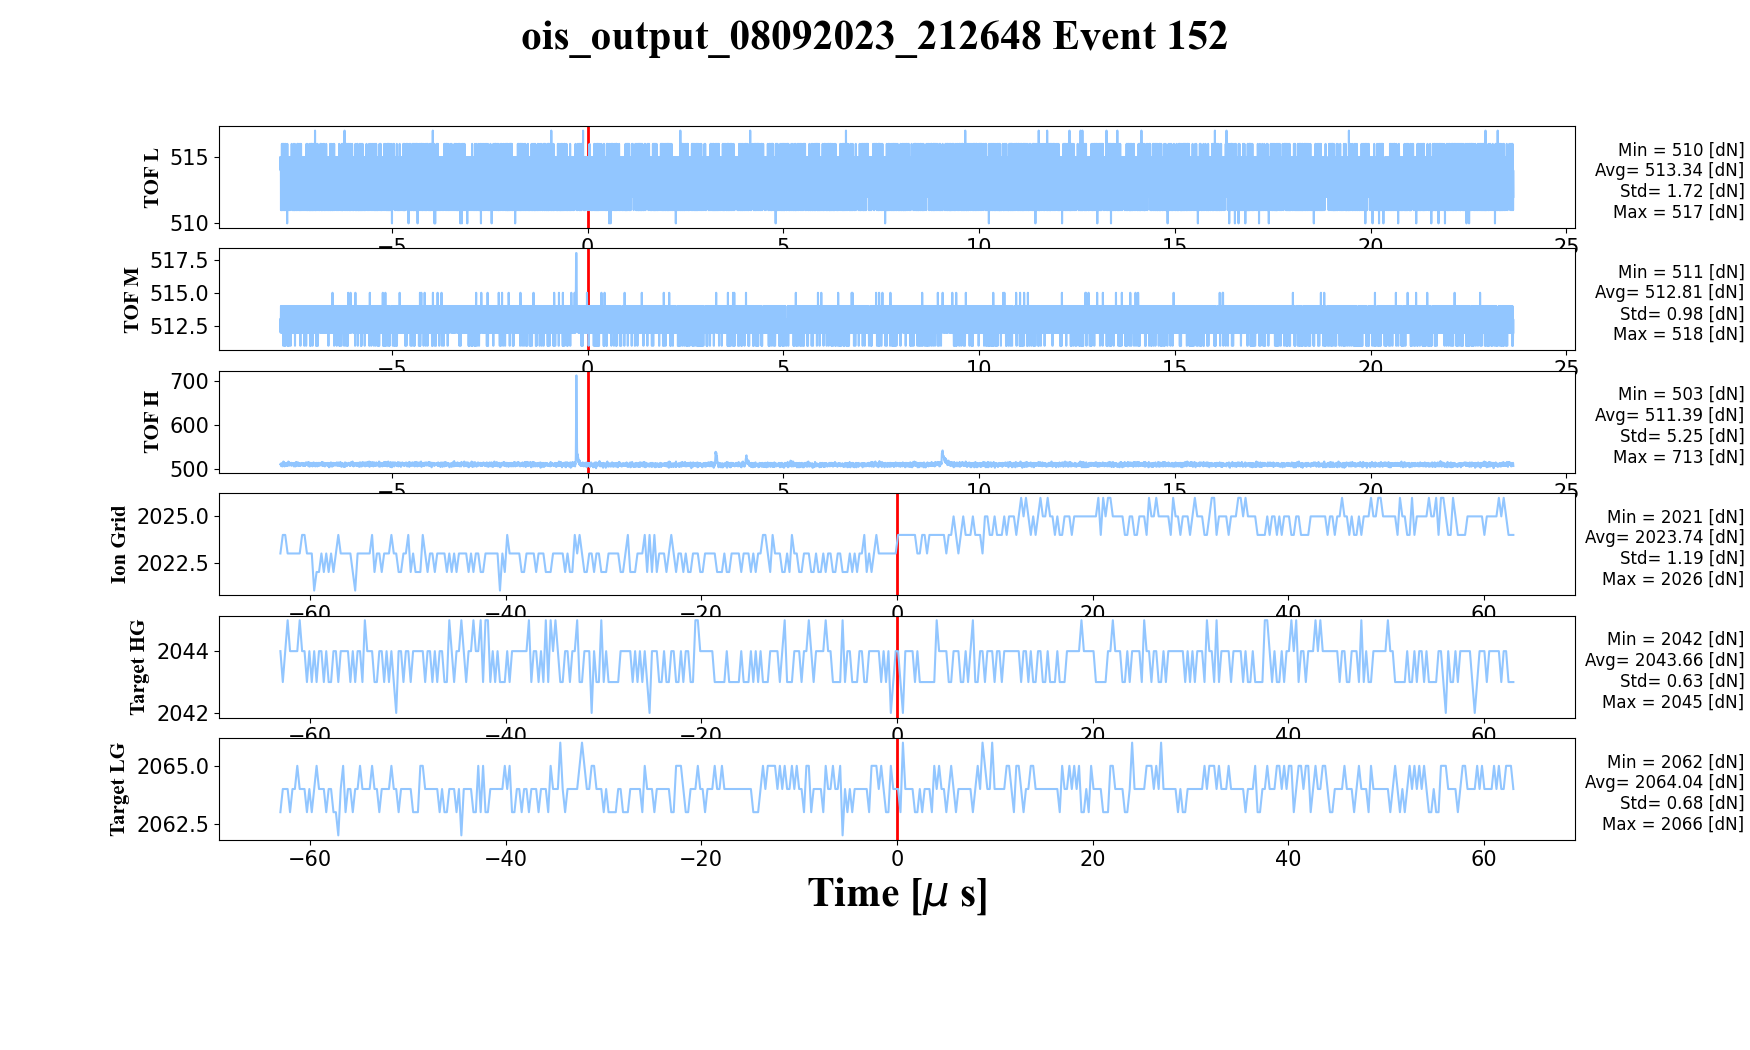 ois_output_08092023_212648 Event 152
TOF L
515
510
Min = 510 [dN]
Avg= 513.34 [dN]
Std= 1.72 [dN]
Max = 517 [dN]
−5 0 5 10 15 20 25
TOF M
517.5
515.0
512.5
Min = 511 [dN]
Avg= 512.81 [dN]
Std= 0.98 [dN]
Max = 518 [dN]
−5 0 5 10 15 20 25
TOF H
700
600
500
Min = 503 [dN]
Avg= 511.39 [dN]
Std= 5.25 [dN]
Max = 713 [dN]
−5 0 5 10 15 20 25
Ion Grid
2025.0
2022.5
Min = 2021 [dN]
Avg= 2023.74 [dN]
Std= 1.19 [dN]
Max = 2026 [dN]
−60 −40 −20 0 20 40 60
Target HG
2044
2042
Min = 2042 [dN]
Avg= 2043.66 [dN]
Std= 0.63 [dN]
Max = 2045 [dN]
−60 −40 −20 0 20 40 60
Target LG
2065.0
2062.5
Min = 2062 [dN]
Avg= 2064.04 [dN]
Std= 0.68 [dN]
Max = 2066 [dN]
−60 −40 −20 0 20 40 60
Time [μ s]